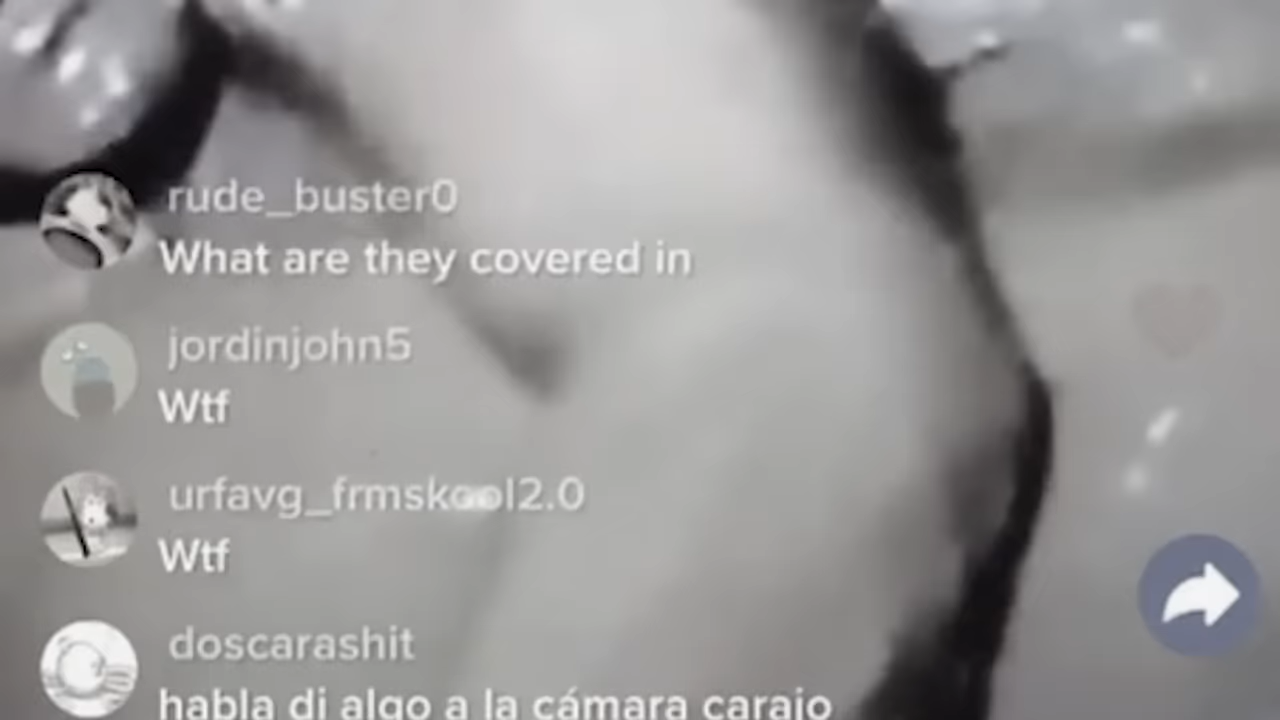 rude_buster0
What are they covered in
jordinjohn5
Wtf
urfavg_frmskool2.0
Wtf
doscarashit
habla di algo a la cámara carajo